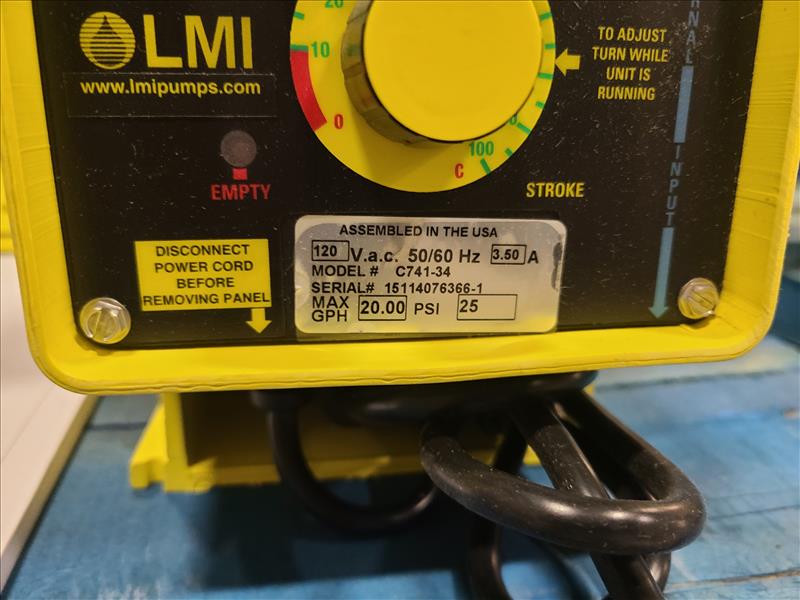 20
10
0
100
C
LMI
www.lmipumps.com
TO ADJUST
TURN WHILE
UNIT IS
RUNNING
EMPTY
STROKE
INPUT
DISCONNECT
POWER CORD
BEFORE
REMOVING PANEL
ASSEMBLED IN THE USA
120 V.a.c. 50/60 Hz 3.50 A
MODEL # C741-34
SERIAL# 15114076366-1
MAX GPH 20.00 PSI 25